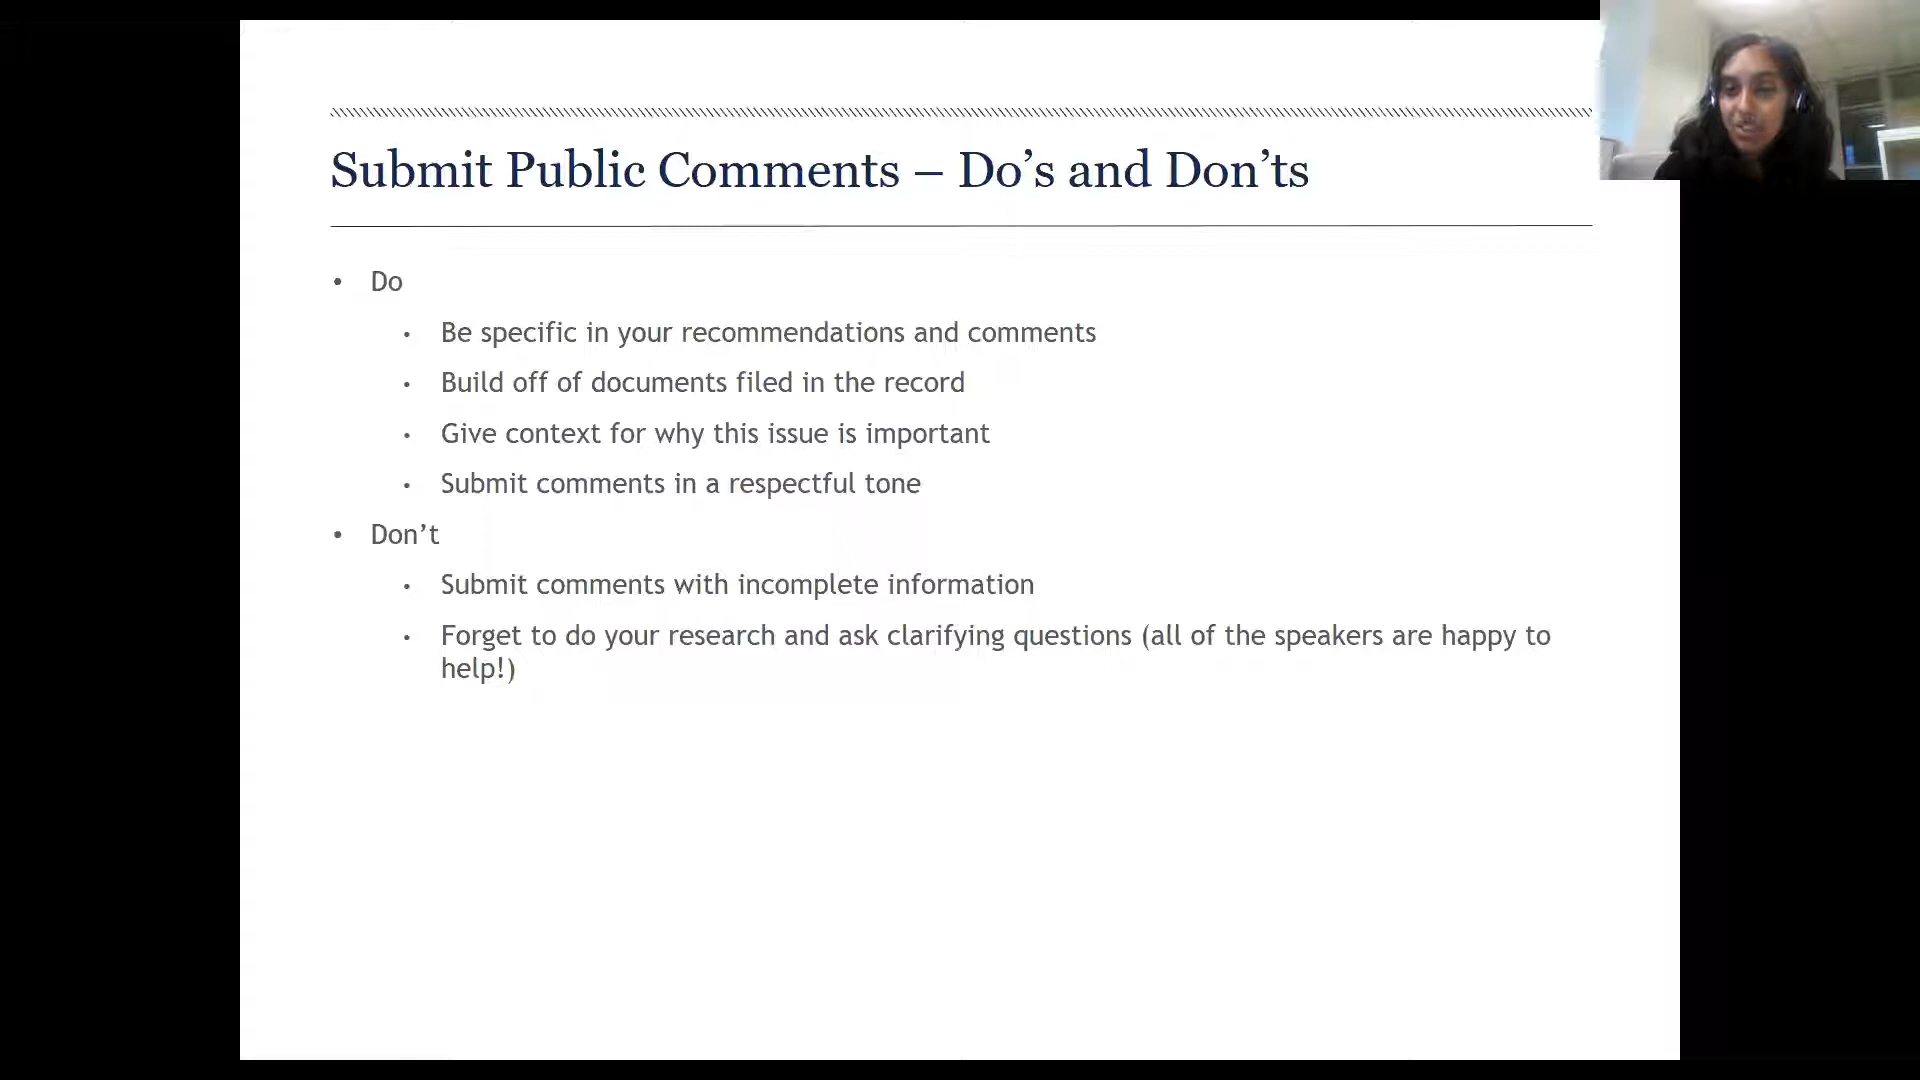 Submit Public Comments – Do’s and Don’ts
• Do
• Be specific in your recommendations and comments
• Build off of documents filed in the record
• Give context for why this issue is important
• Submit comments in a respectful tone
• Don’t
• Submit comments with incomplete information
• Forget to do your research and ask clarifying questions (all of the speakers are happy to
help!)